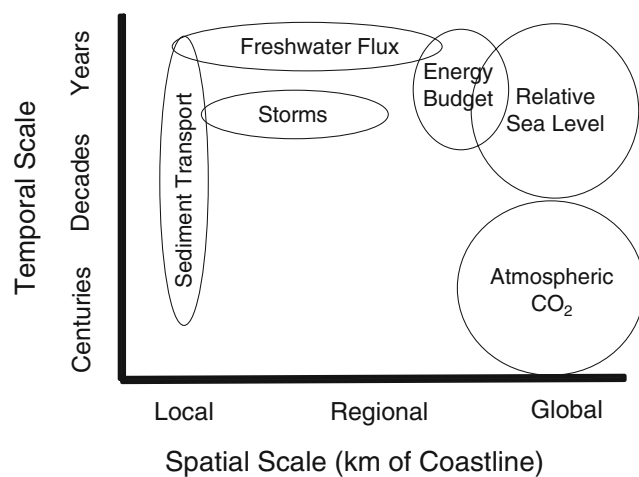 Temporal Scale
Years
Decades
Centuries
Freshwater Flux
Energy
Budget
Relative
Sea Level
Storms
Sediment Transport
Atmospheric
CO₂
Local
Regional
Global
Spatial Scale (km of Coastline)